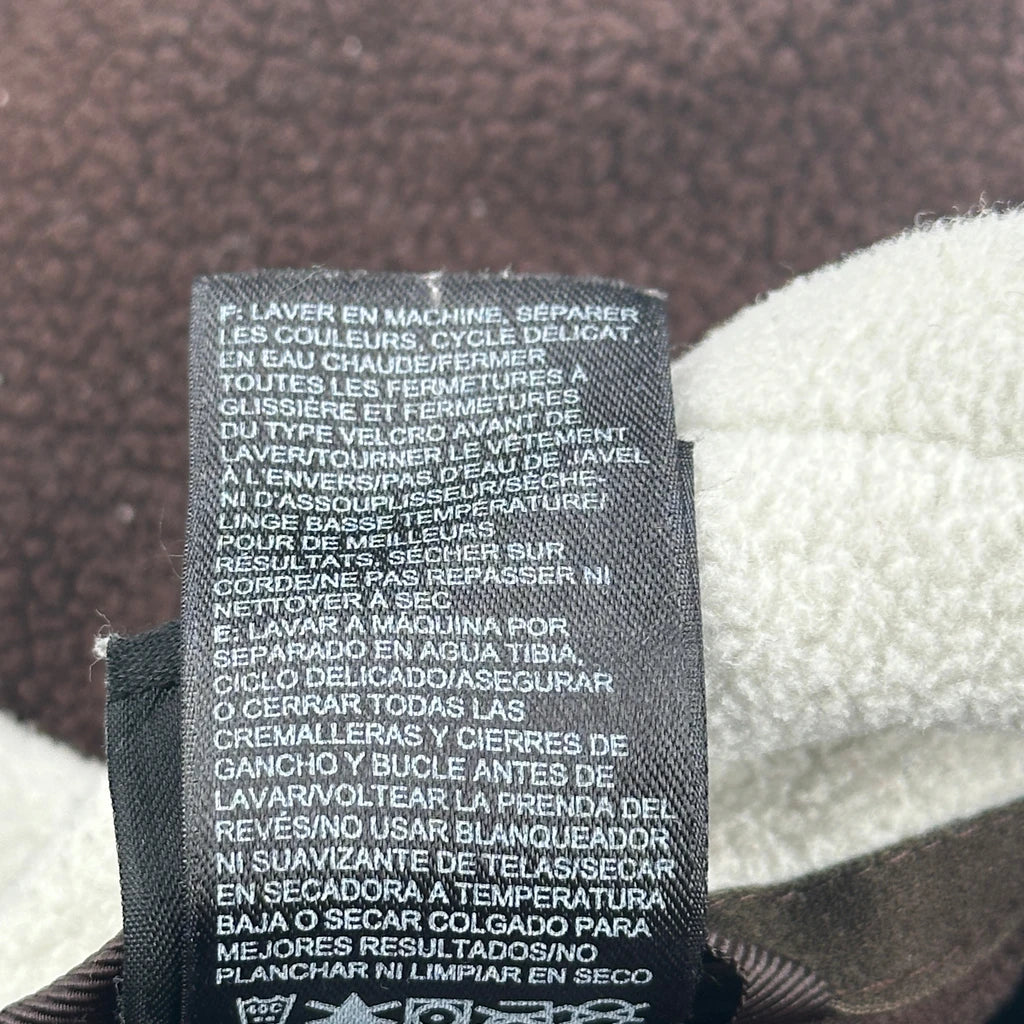 F: LAVER EN MACHINE, SÉPARER
LES COULEURS, CYCLE DELICAT,
EN EAU CHAUDE/FERMER
TOUTES LES FERMETURES À
GLISSIÈRE ET FERMETURES
DU TYPE VELCRO AVANT DE
LAVER/TOURNER LE VÊTEMENT
À L'ENVERS/PAS D'EAU DE JAVEL
NI D'ASSOUPLISSEUR/SÈCHE-
LINGE BASSE TEMPÉRATURE/
POUR DE MEILLEURS
RESULTATS, SÉCHER SUR
CORDE/NE PAS REPASSER NI
NETTOYER À SEC
E: LAVAR A MÁQUINA POR
SEPARADO EN AGUA TIBIA,
CICLO DELICADO/ASEGURAR
O CERRAR TODAS LAS
CREMALLERAS Y CIERRES DE
GANCHO Y BUCLE ANTES DE
LAVAR/VOLTEAR LA PRENDA DEL
REVÉS/NO USAR BLANQUEADOR
NI SUAVIZANTE DE TELAS/SECAR
EN SECADORA A TEMPERATURA
BAJA O SECAR COLGADO PARA
MEJORES RESULTADOS/NO
PLANCHAR NI LIMPIAR EN SECO